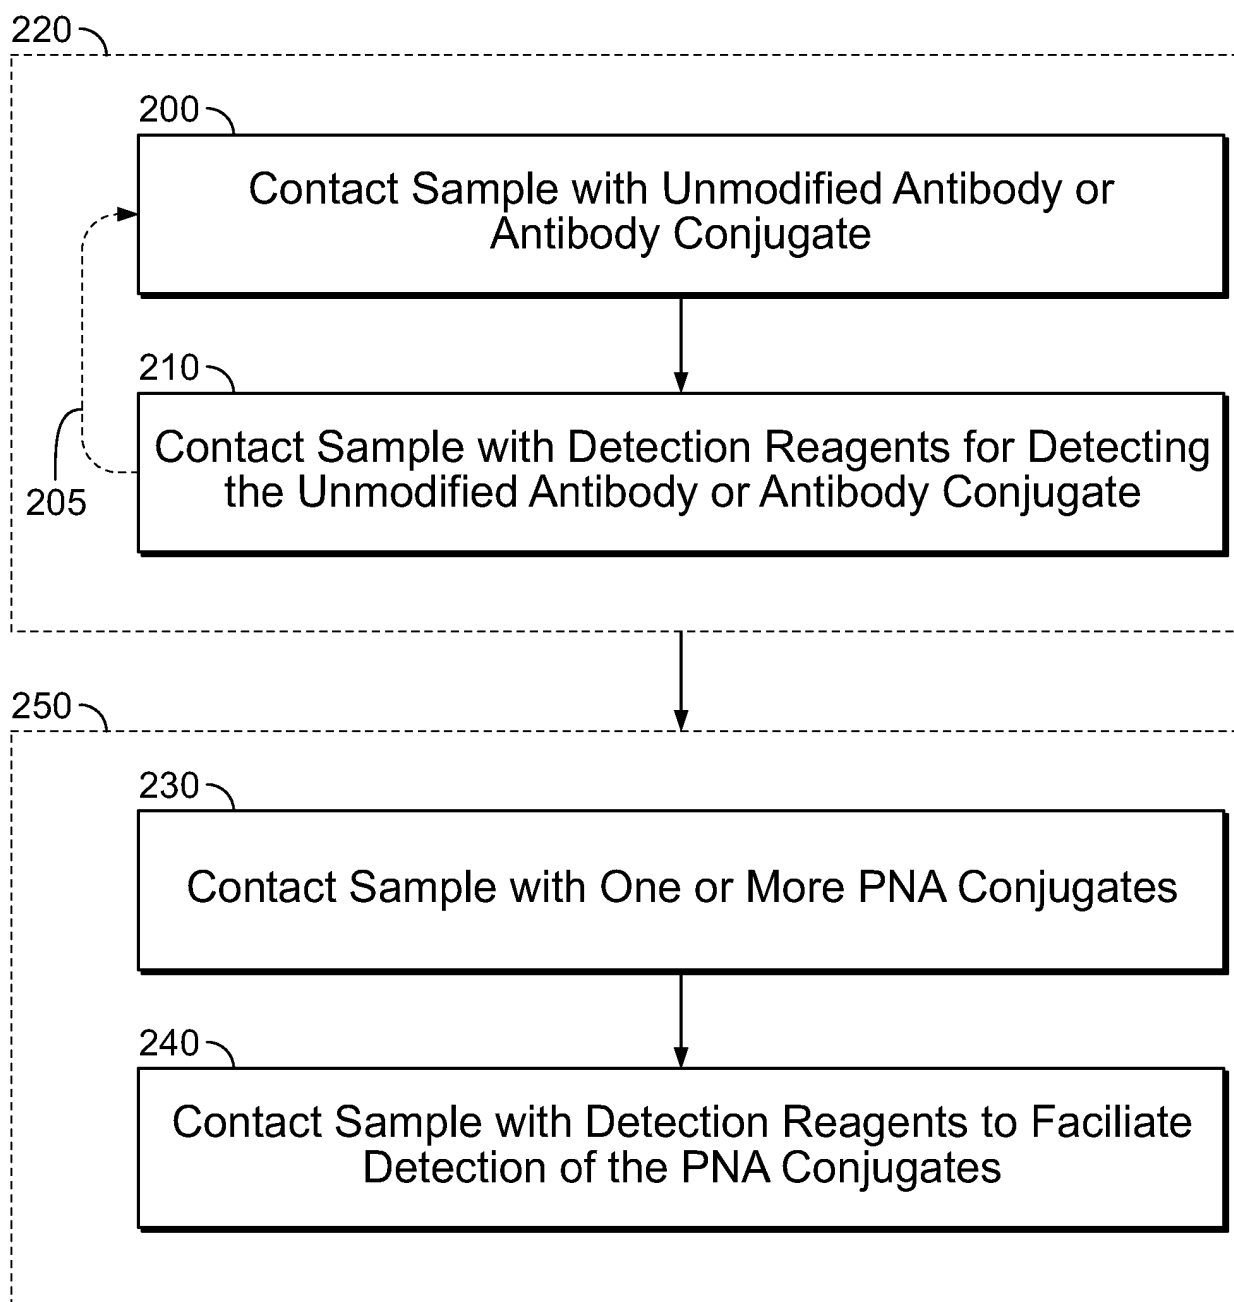 220
200
Contact Sample with Unmodified Antibody or
Antibody Conjugate
210
Contact Sample with Detection Reagents for Detecting
the Unmodified Antibody or Antibody Conjugate
205
250
230
Contact Sample with One or More PNA Conjugates
240
Contact Sample with Detection Reagents to Faciliate
Detection of the PNA Conjugates